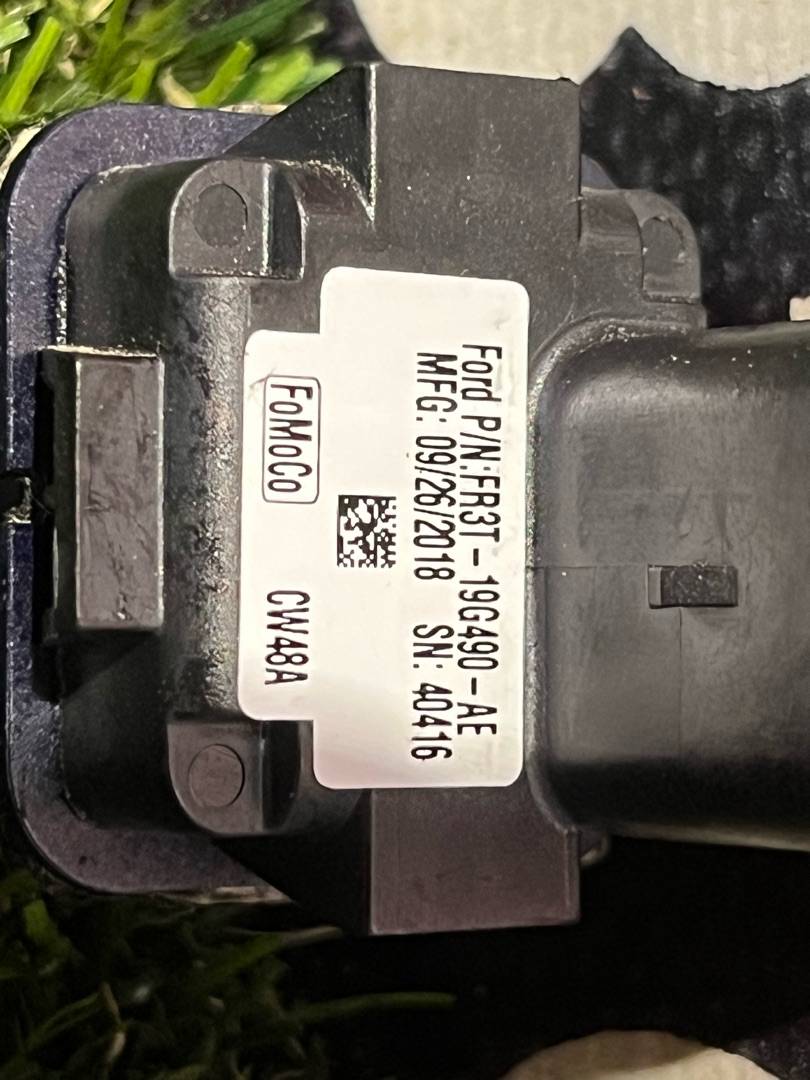 Ford P/N:FR3T-19G490-AE
MFG: 09/26/2018 SN: 40416
FoMoCo CW48A